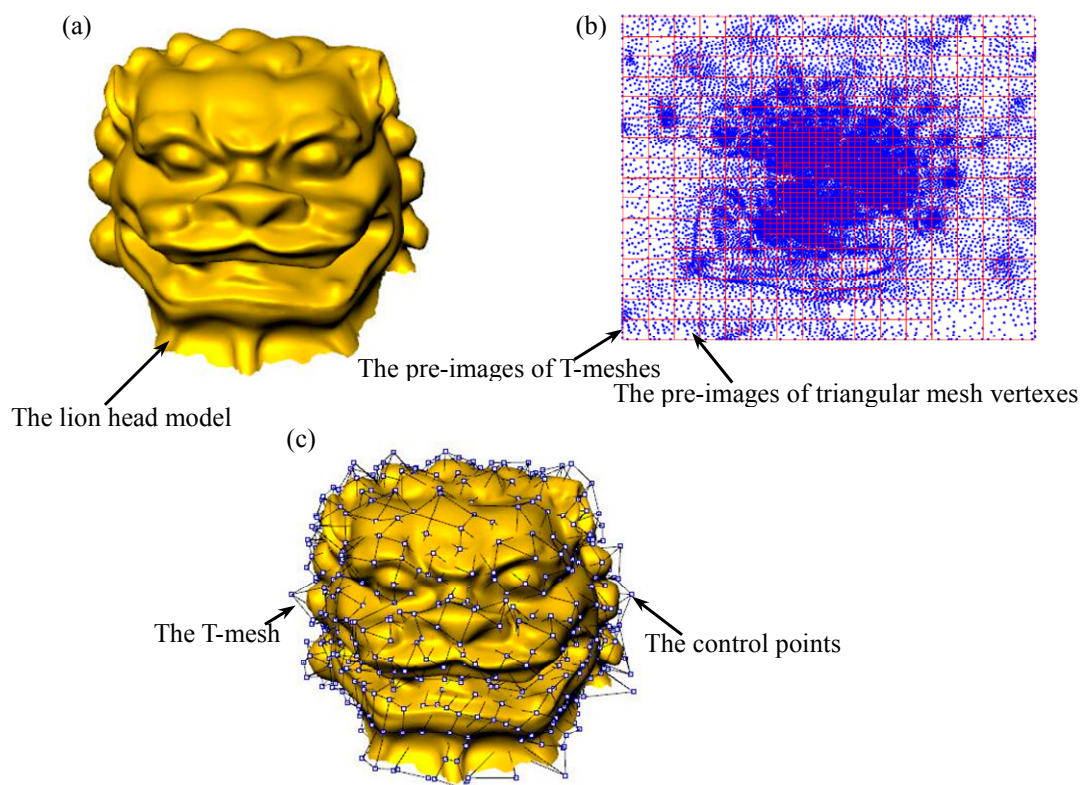 (a)
(b)
The pre-images of T-meshes
The pre-images of triangular mesh vertexes
The lion head model
(c)
The T-mesh
The control points